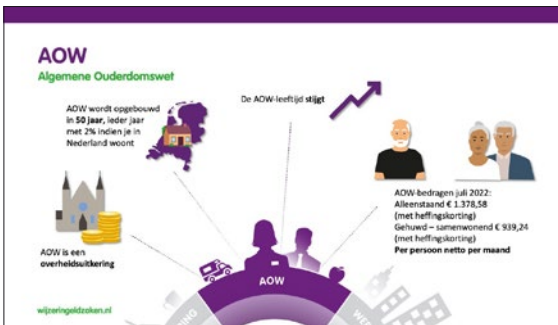 AOW
Algemene Ouderdomswet
AOW wordt opgebouwd
in 50 jaar, ieder jaar
met 2% indien je in
Nederland woont
De AOW-leeftijd stijgt
AOW-bedragen juli 2022:
Alleenstaand € 1.378,58
(met heffingskorting)
Gehuwd – samenwonend € 939,24
(met heffingskorting)
Per persoon netto per maand
AOW is een
overheidsuitkering
AOW
wijzeringeldzaken.nl